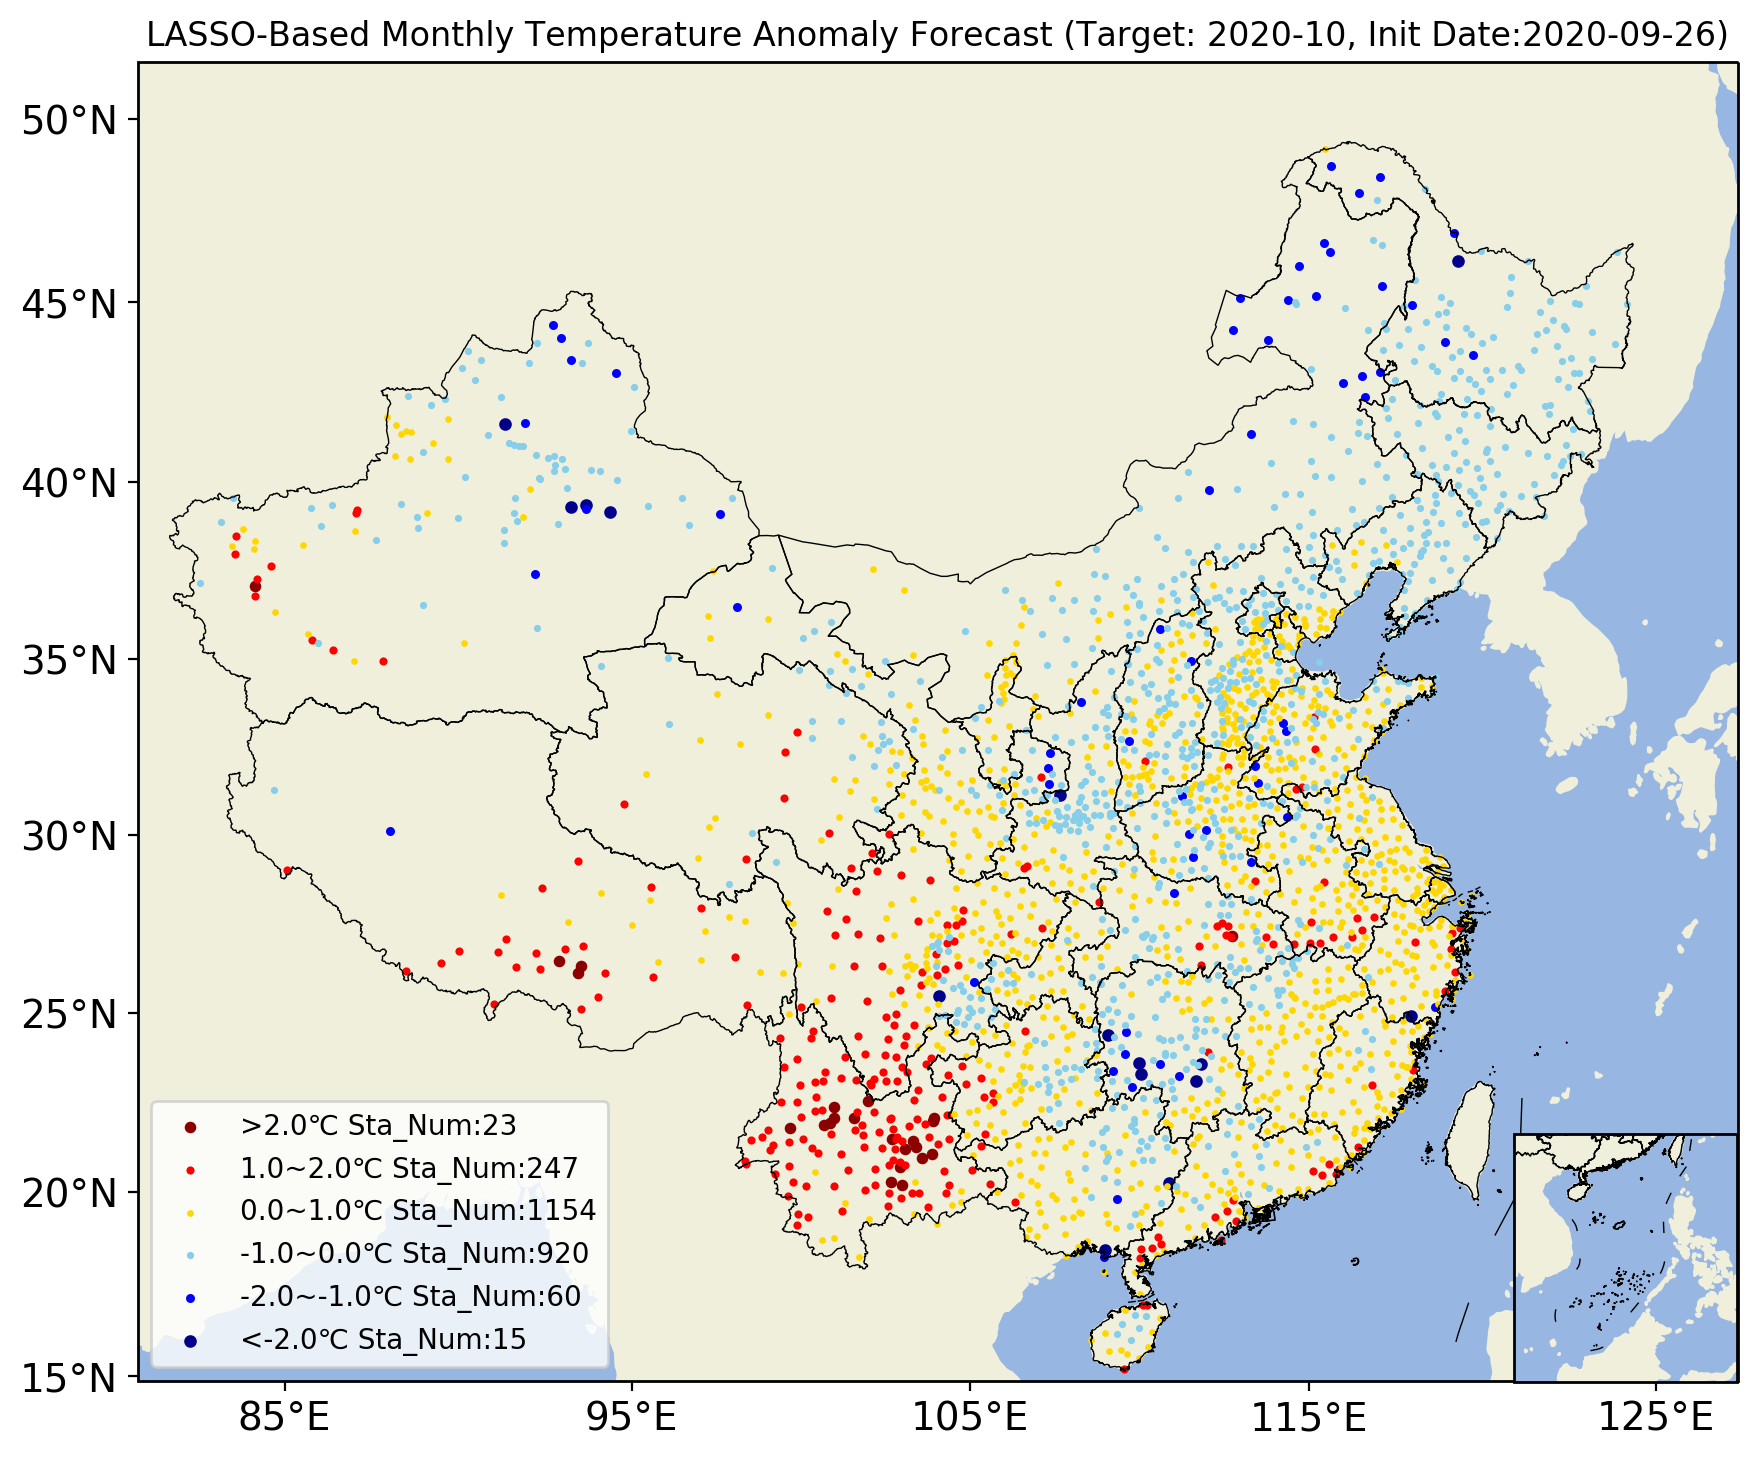 LASSO-Based Monthly Temperature Anomaly Forecast (Target: 2020-10, Init Date:2020-09-26)
50°N
45°N
40°N
35°N
30°N
25°N
20°N
15°N
>2.0℃ Sta_Num:23
1.0~2.0℃ Sta_Num:247
0.0~1.0℃ Sta_Num:1154
-1.0~0.0℃ Sta_Num:920
-2.0~-1.0℃ Sta_Num:60
<-2.0℃ Sta_Num:15
85°E
95°E
105°E
115°E
125°E